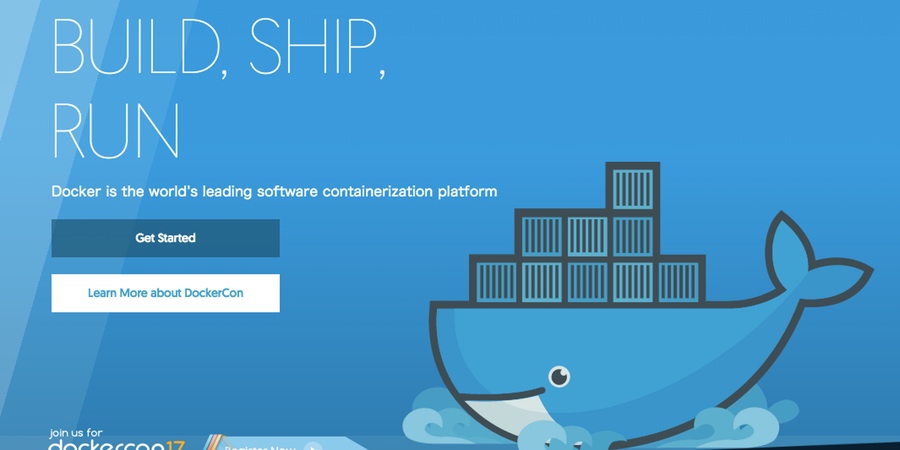 BUILD, SHIP,
RUN
Docker is the world's leading software containerization platform
Get Started
Learn More about DockerCon
join us for
dockercon17
Register Now